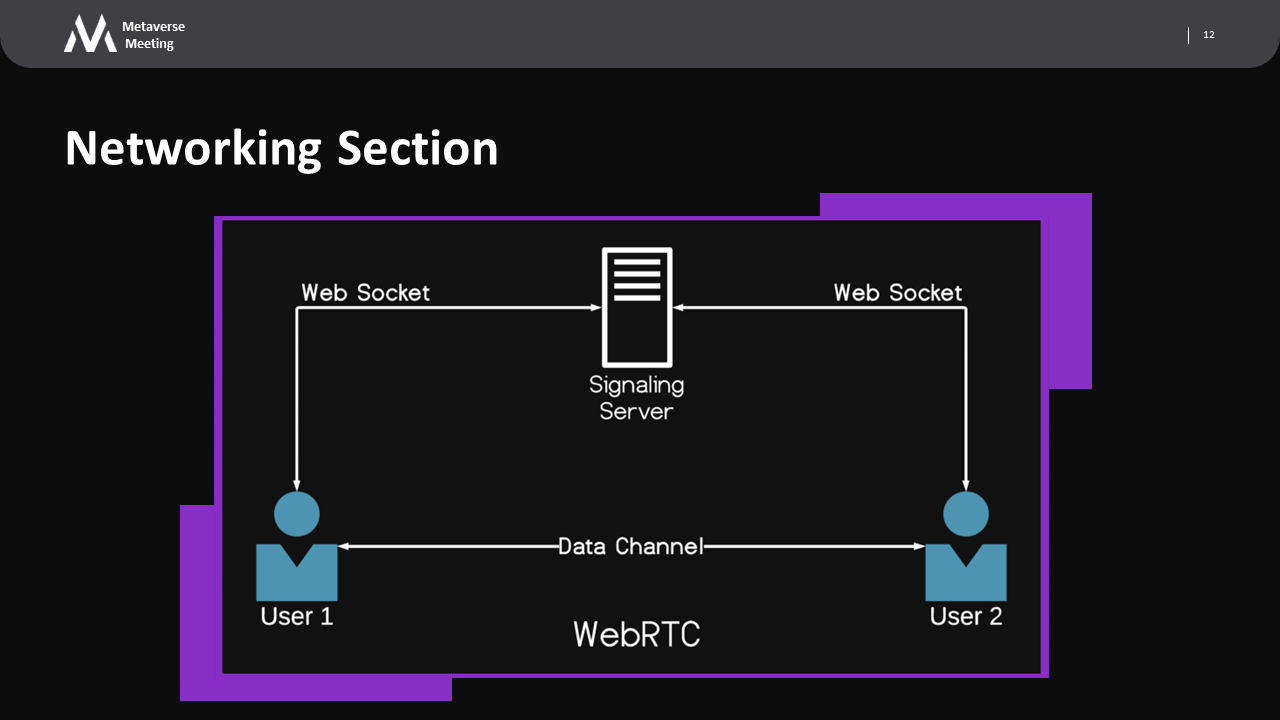 Metaverse
Meeting
12
Networking Section
Web Socket
Web Socket
Signaling
Server
Data Channel
User 1
User 2
WebRTC